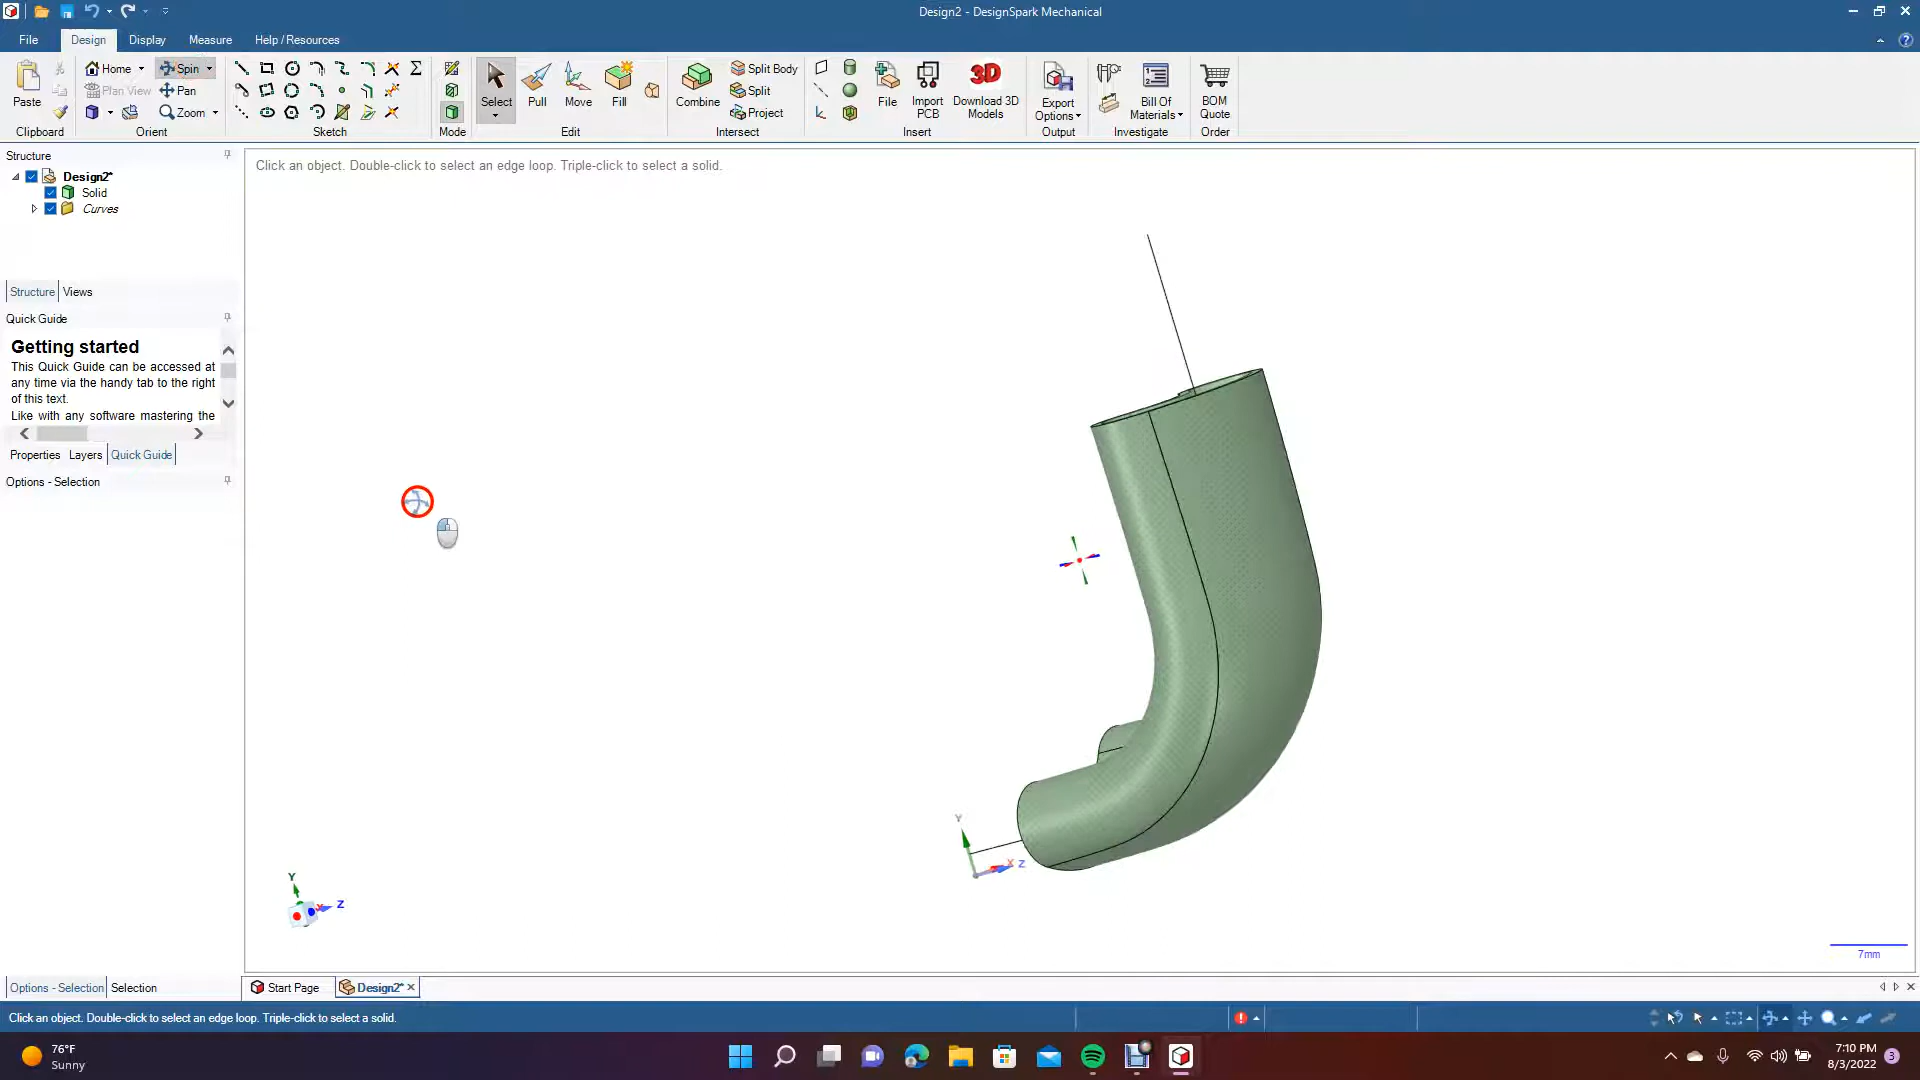 Design2 - DesignSpark Mechanical
File Design Display Measure Help / Resources
Paste
Clipboard
Home Spin
Plan View Pan
Zoom
Orient
Sketch
Mode
Select Pull Move Fill
Edit
Combine
Split Body
Split
Project
Intersect
File Import PCB Download 3D Models
3D
Insert
Export Options
Output
Bill Of Materials
Investigate
BOM Quote
Order
Structure
Design2*
Solid
Curves
Structure Views
Quick Guide
Getting started
This Quick Guide can be accessed at
any time via the handy tab to the right
of this text.
Like with any software mastering the
Properties Layers Quick Guide
Options - Selection
Click an object. Double-click to select an edge loop. Triple-click to select a solid.
Y
X Z
Y
X Z
7mm
Options - Selection Selection
Start Page Design2*
Click an object. Double-click to select an edge loop. Triple-click to select a solid.
76°F
Sunny
7:10 PM
8/3/2022
3